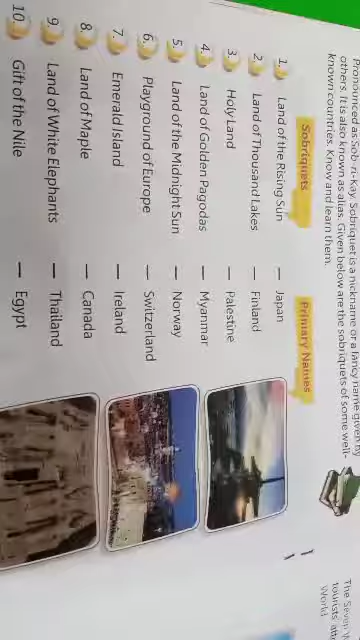 Pronounced as Sob-ri-Kay. Sobriquet is a nickname or a fancy name given by
others. It is also known as alias. Given below are the sobriquets of some well-
known countries. Know and learn them.
Sobriquets Primary Names
1. Land of the Rising Sun — Japan
2. Land of Thousand Lakes — Finland
3. Holy Land — Palestine
4. Land of Golden Pagodas — Myanmar
5. Land of the Midnight Sun — Norway
6. Playground of Europe — Switzerland
7. Emerald Island — Ireland
8. Land of Maple — Canada
9. Land of White Elephants — Thailand
10. Gift of the Nile — Egypt
The Seven
tourists' 
World